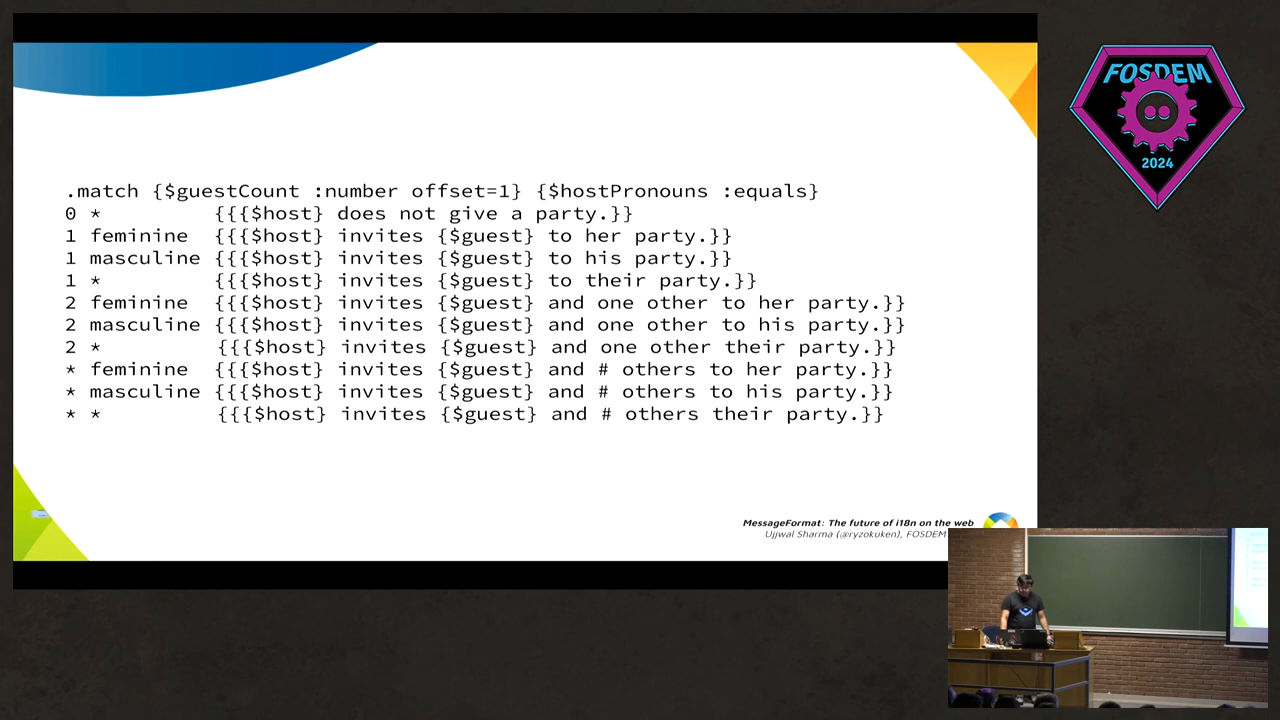 .match {$guestCount :number offset=1} {$hostPronouns :equals}
0 * {{{$host} does not give a party.}}
1 feminine {{{$host} invites {$guest} to her party.}}
1 masculine {{{$host} invites {$guest} to his party.}}
1 * {{{$host} invites {$guest} to their party.}}
2 feminine {{{$host} invites {$guest} and one other to her party.}}
2 masculine {{{$host} invites {$guest} and one other to his party.}}
2 * {{{$host} invites {$guest} and one other their party.}}
* feminine {{{$host} invites {$guest} and # others to her party.}}
* masculine {{{$host} invites {$guest} and # others to his party.}}
* * {{{$host} invites {$guest} and # others their party.}}
MessageFormat: The future of i18n on the web
Ujjwal Sharma (@ryzokuken), FOSDEM
FOSDEM
2024